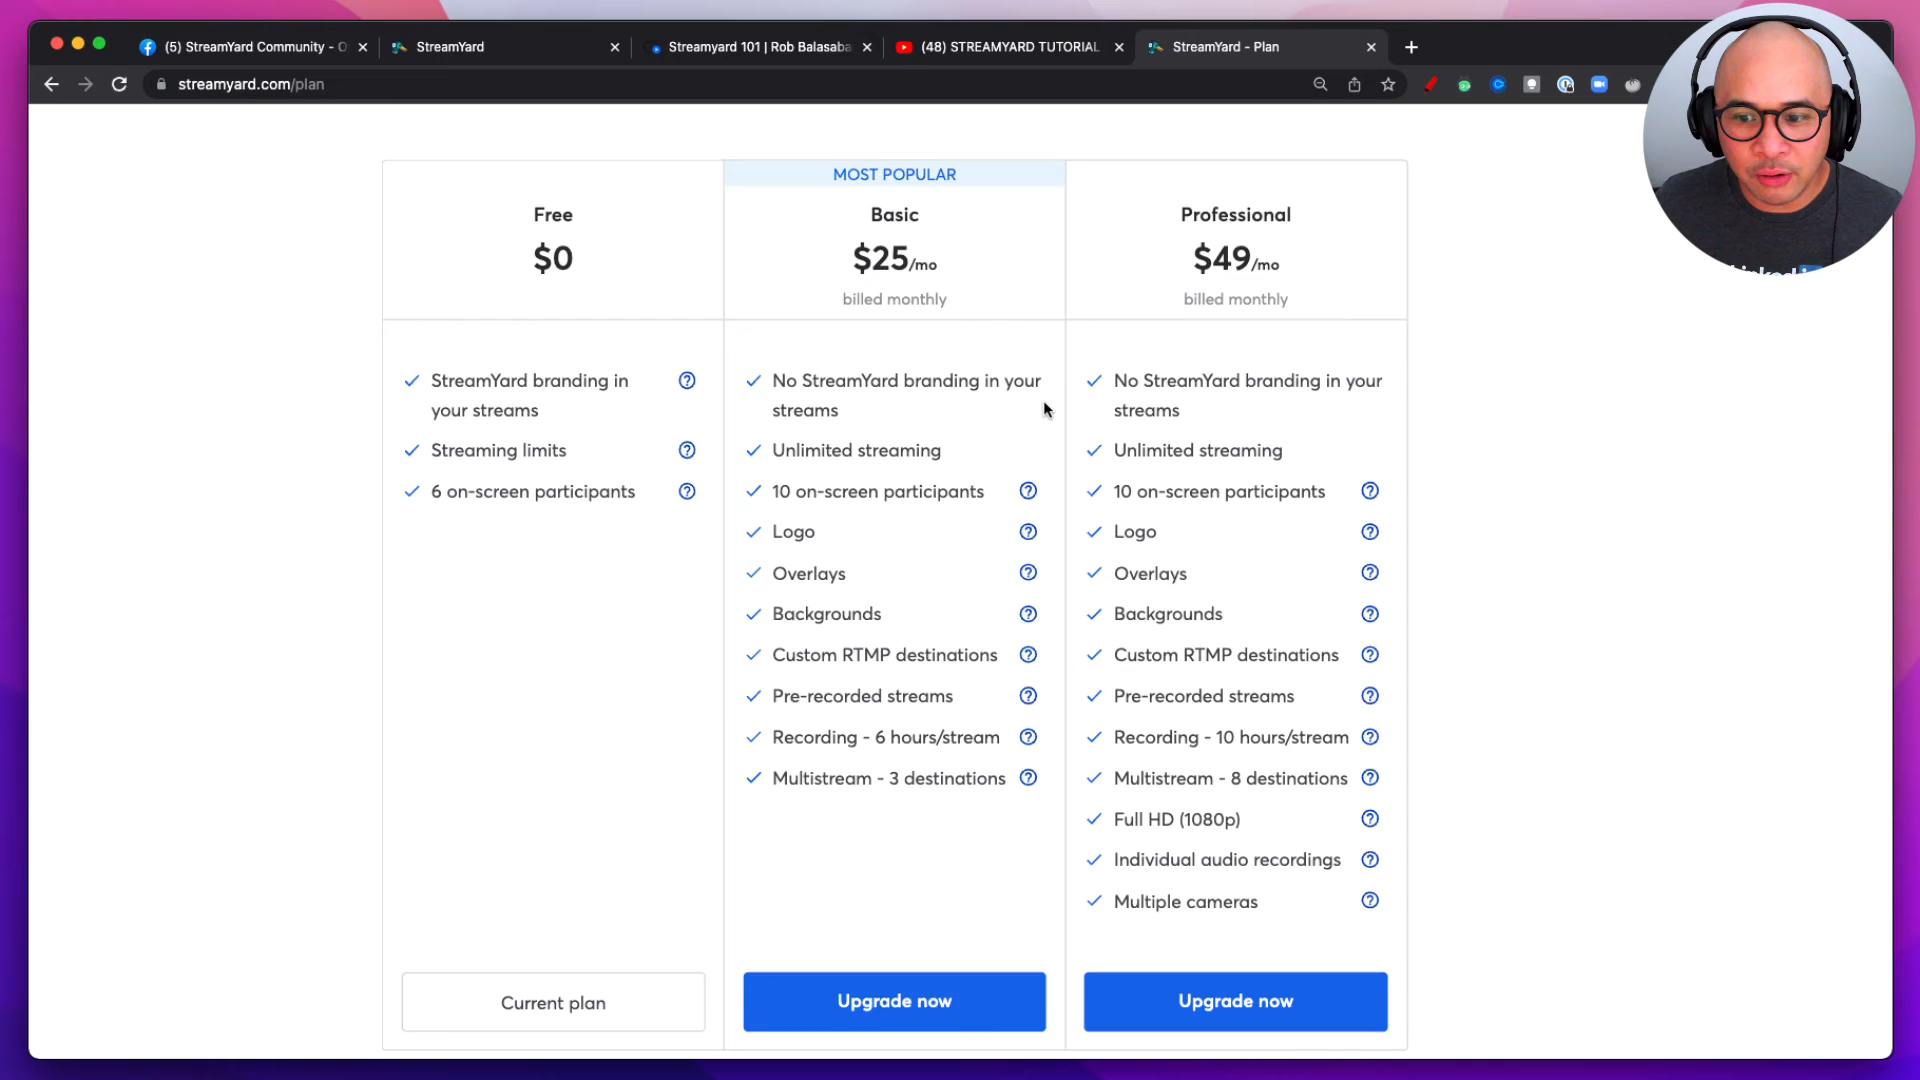 (5) StreamYard Community - O
StreamYard
Streamyard 101 | Rob Balasaba
(48) STREAMYARD TUTORIAL
StreamYard - Plan
streamyard.com/plan
MOST POPULAR
Free
$0
Basic
$25/mo
billed monthly
Professional
$49/mo
billed monthly
StreamYard branding in
your streams
Streaming limits
6 on-screen participants
No StreamYard branding in your
streams
Unlimited streaming
10 on-screen participants
Logo
Overlays
Backgrounds
Custom RTMP destinations
Pre-recorded streams
Recording - 6 hours/stream
Multistream - 3 destinations
No StreamYard branding in your
streams
Unlimited streaming
10 on-screen participants
Logo
Overlays
Backgrounds
Custom RTMP destinations
Pre-recorded streams
Recording - 10 hours/stream
Multistream - 8 destinations
Full HD (1080p)
Individual audio recordings
Multiple cameras
Current plan
Upgrade now
Upgrade now